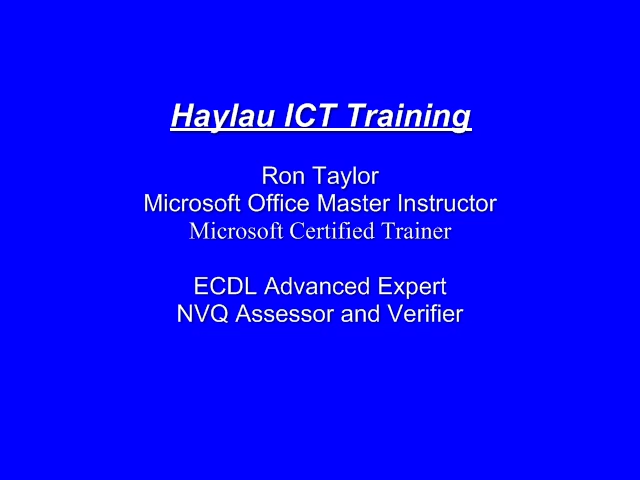 Haylau ICT Training
Ron Taylor
Microsoft Office Master Instructor
Microsoft Certified Trainer
ECDL Advanced Expert
NVQ Assessor and Verifier